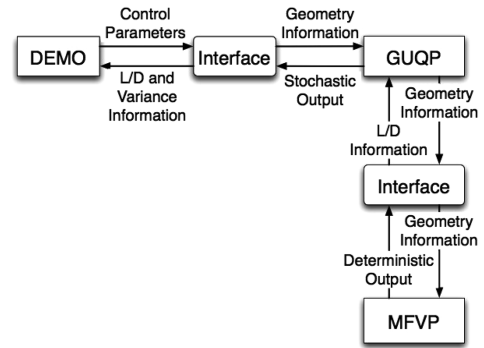 Control
Parameters
Geometry
Information
DEMO
Interface
GUQP
L/D and
Variance
Information
Stochastic
Output
Geometry
Information
L/D
Information
Interface
Geometry
Information
Deterministic
Output
MFVP